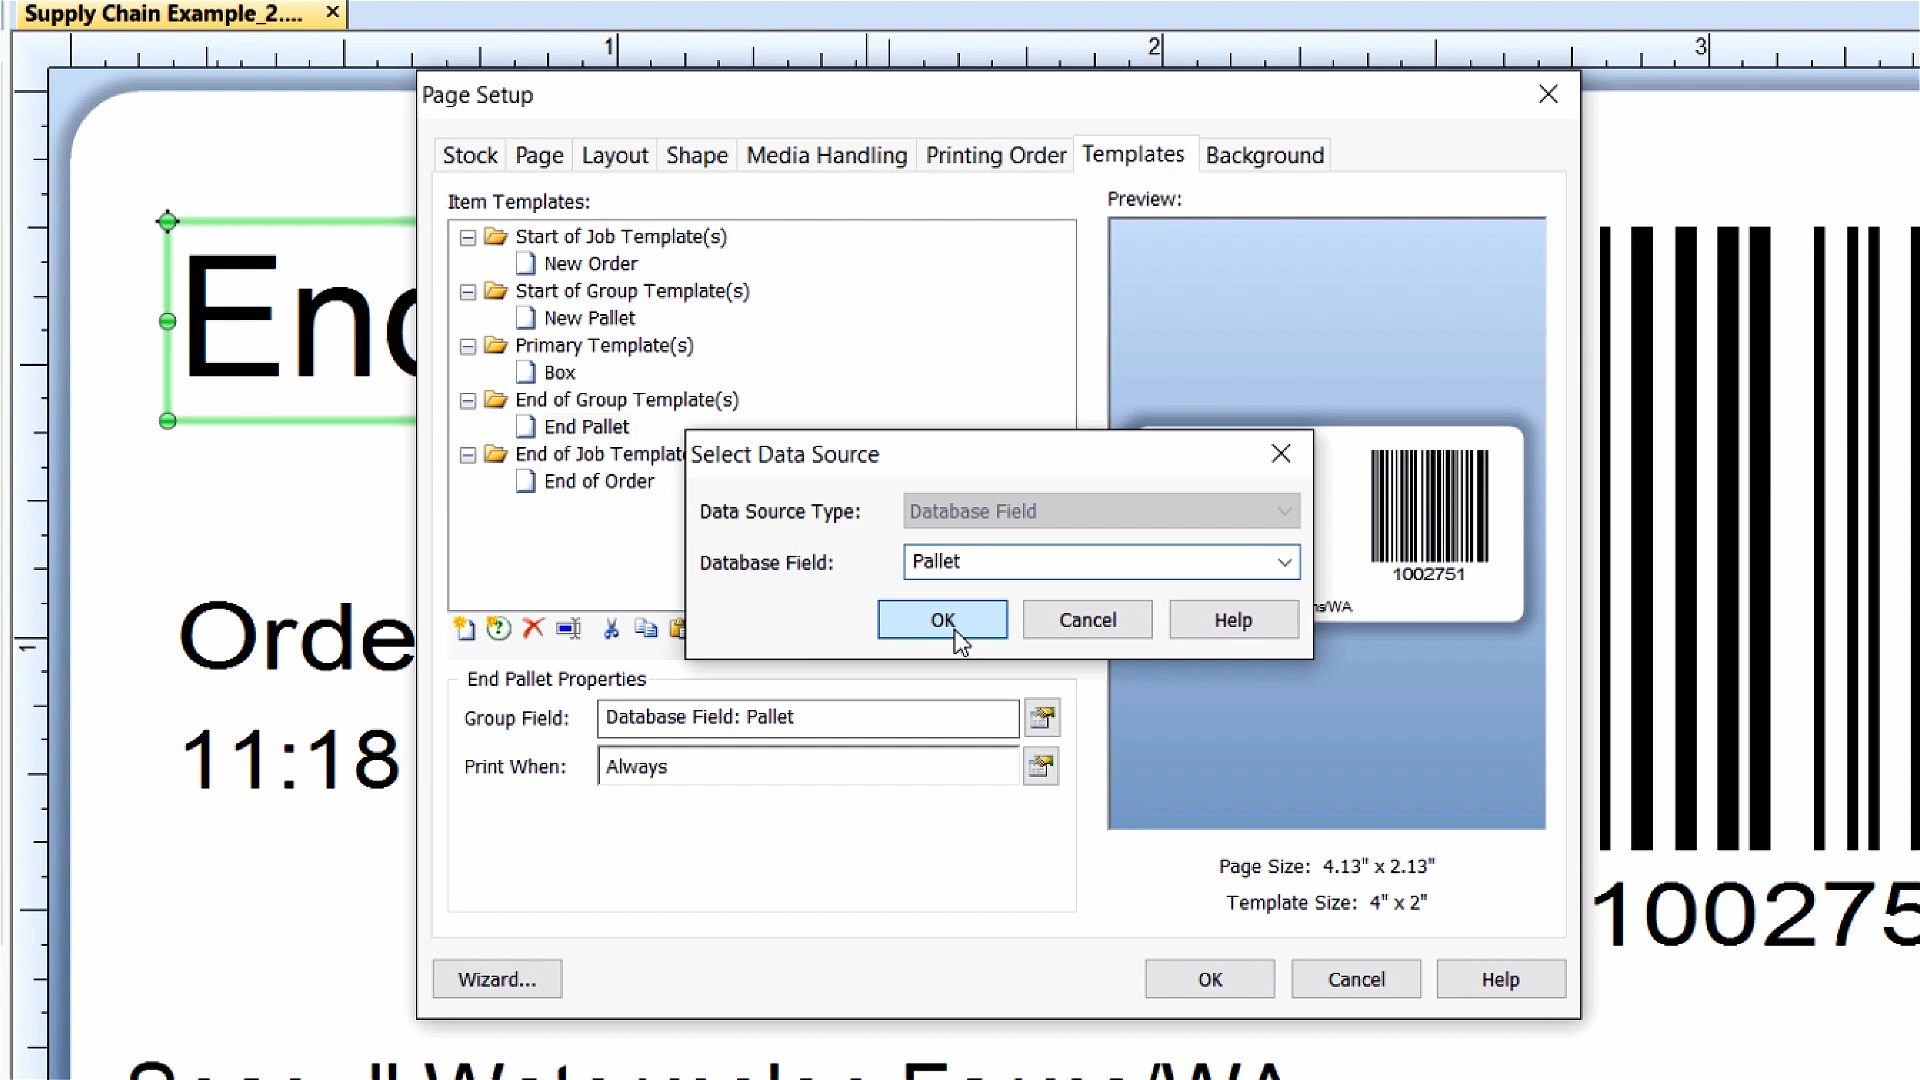 Supply Chain Example_2....
1
2
3
Page Setup
Stock Page Layout Shape Media Handling Printing Order Templates Background
Item Templates:
Preview:
Start of Job Template(s)
New Order
Start of Group Template(s)
New Pallet
Primary Template(s)
Box
End of Group Template(s)
End Pallet
End of Job Templat
End of Order
Select Data Source
Data Source Type: Database Field
Database Field: Pallet
OK Cancel Help
1002751
ns/WA
End Pallet Properties
Group Field: Database Field: Pallet
Print When: Always
Page Size: 4.13" x 2.13"
Template Size: 4" x 2"
Wizard... OK Cancel Help
End
Orde
11:18
1
100275